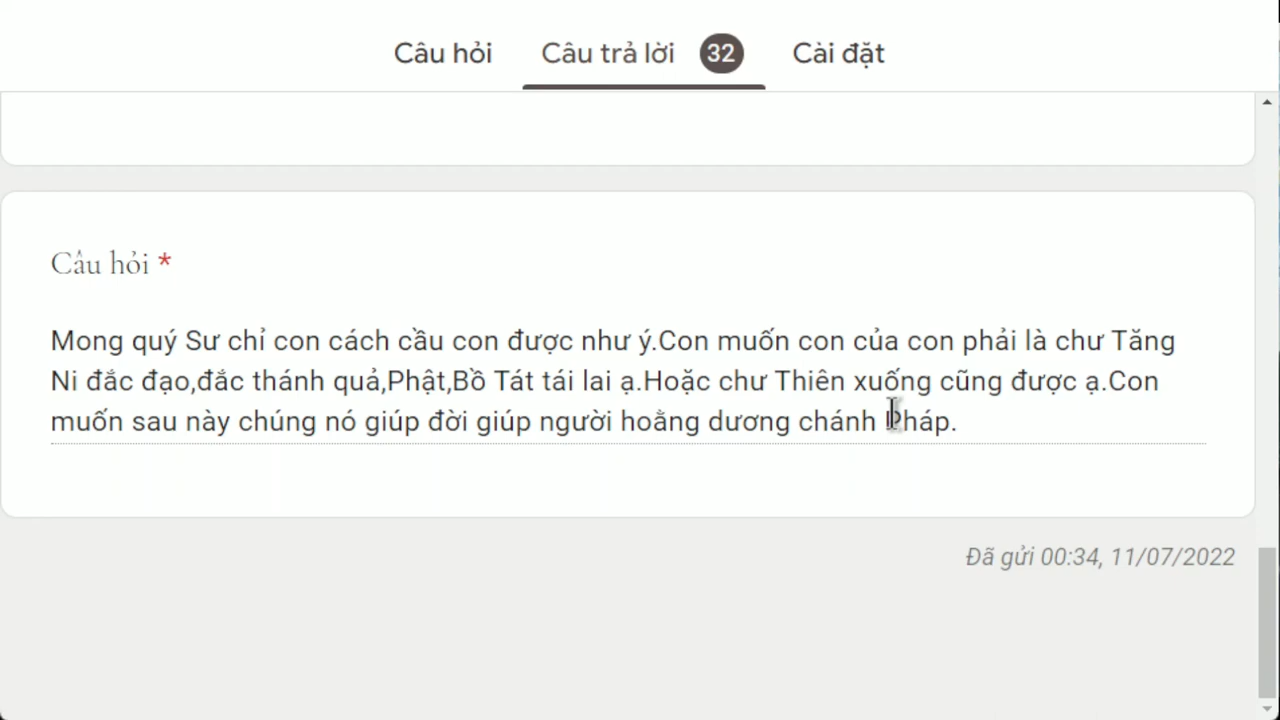 Câu hỏi Câu trả lời 32 Cài đặt
Câu hỏi *
Mong quý Sư chỉ con cách cầu con được như ý.Con muốn con của con phải là chư Tăng
Ni đắc đạo,đắc thánh quả,Phật,Bồ Tát tái lai ạ.Hoặc chư Thiên xuống cũng được ạ.Con
muốn sau này chúng nó giúp đời giúp người hoằng dương chánh Pháp.
Đã gửi 00:34, 11/07/2022